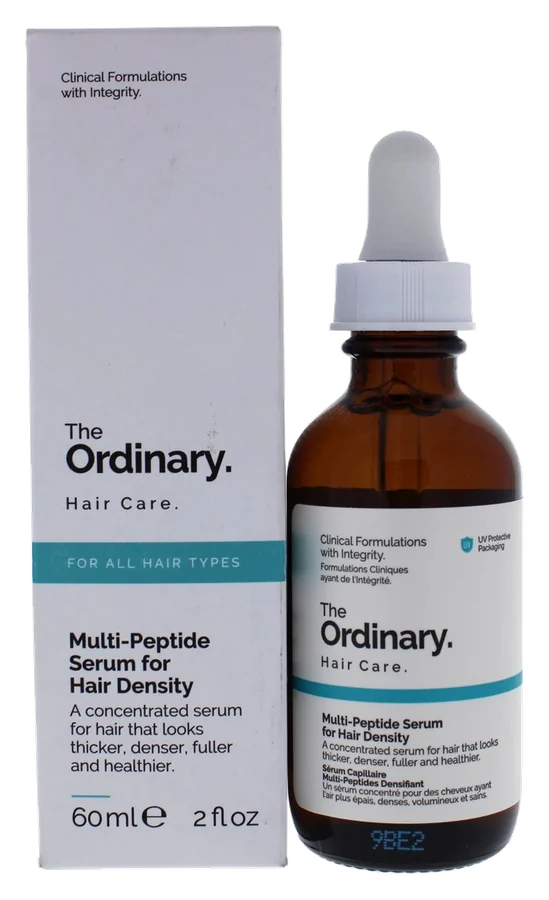 Clinical Formulations
with Integrity.
The
Ordinary.
Hair Care.
FOR ALL HAIR TYPES
Multi-Peptide
Serum for
Hair Density
A concentrated serum
for hair that looks
thicker, denser, fuller
and healthier.
60ml℮ 2 fl oz
Clinical Formulations
with Integrity.
Formulations Cliniques
ayant de l'Intégrité.
UV
UV Protective
Packaging
The
Ordinary.
Hair Care.
Multi-Peptide Serum
for Hair Density
A concentrated serum for hair that looks
thicker, denser, fuller and healthier.
Sérum Capillaire
Multi-Peptides Densifiant
Un sérum concentré pour des cheveux ayant
l'air plus épais, denses, volumineux et sains.
9BE2